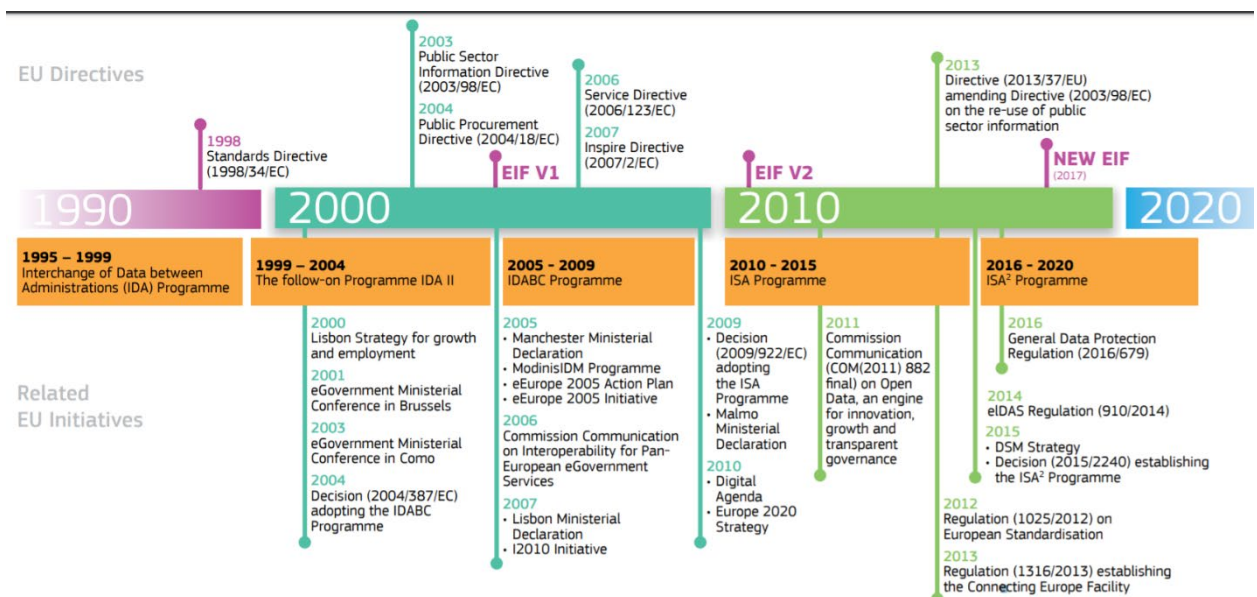 EU Directives
1998
Standards Directive
(1998/34/EC)
2003
Public Sector
Information Directive
(2003/98/EC)
2004
Public Procurement
Directive (2004/18/EC)
EIF V1
2006
Service Directive
(2006/123/EC)
2007
Inspire Directive
(2007/2/EC)
EIF V2
2013
Directive (2013/37/EU)
amending Directive (2003/98/EC)
on the re-use of public
sector information
NEW EIF
(2017)
1990
2000
2010
2020
1995 – 1999
Interchange of Data between
Administrations (IDA) Programme
1999 – 2004
The follow-on Programme IDA II
2005 - 2009
IDABC Programme
2010 - 2015
ISA Programme
2016 - 2020
ISA² Programme
Related
EU Initiatives
2000
Lisbon Strategy for growth
and employment
2001
eGovernment Ministerial
Conference in Brussels
2003
eGovernment Ministerial
Conference in Como
2004
Decision (2004/387/EC)
adopting the IDABC
Programme
2005
• Manchester Ministerial
Declaration
• ModinisIDM Programme
• eEurope 2005 Action Plan
• eEurope 2005 Initiative
2006
Commission Communication
on Interoperability for Pan-
European eGovernment
Services
2007
• Lisbon Ministerial
Declaration
• I2010 Initiative
2009
• Decision
(2009/922/EC)
adopting
the ISA
Programme
• Malmo
Ministerial
Declaration
2010
• Digital
Agenda
• Europe 2020
Strategy
2011
Commission
Communication
(COM(2011) 882
final) on Open
Data, an engine
for innovation,
growth and
transparent
governance
2016
General Data Protection
Regulation (2016/679)
2014
eIDAS Regulation (910/2014)
2015
• DSM Strategy
• Decision (2015/2240) establishing
the ISA² Programme
2012
Regulation (1025/2012) on
European Standardisation
2013
Regulation (1316/2013) establishing
the Connecting Europe Facility